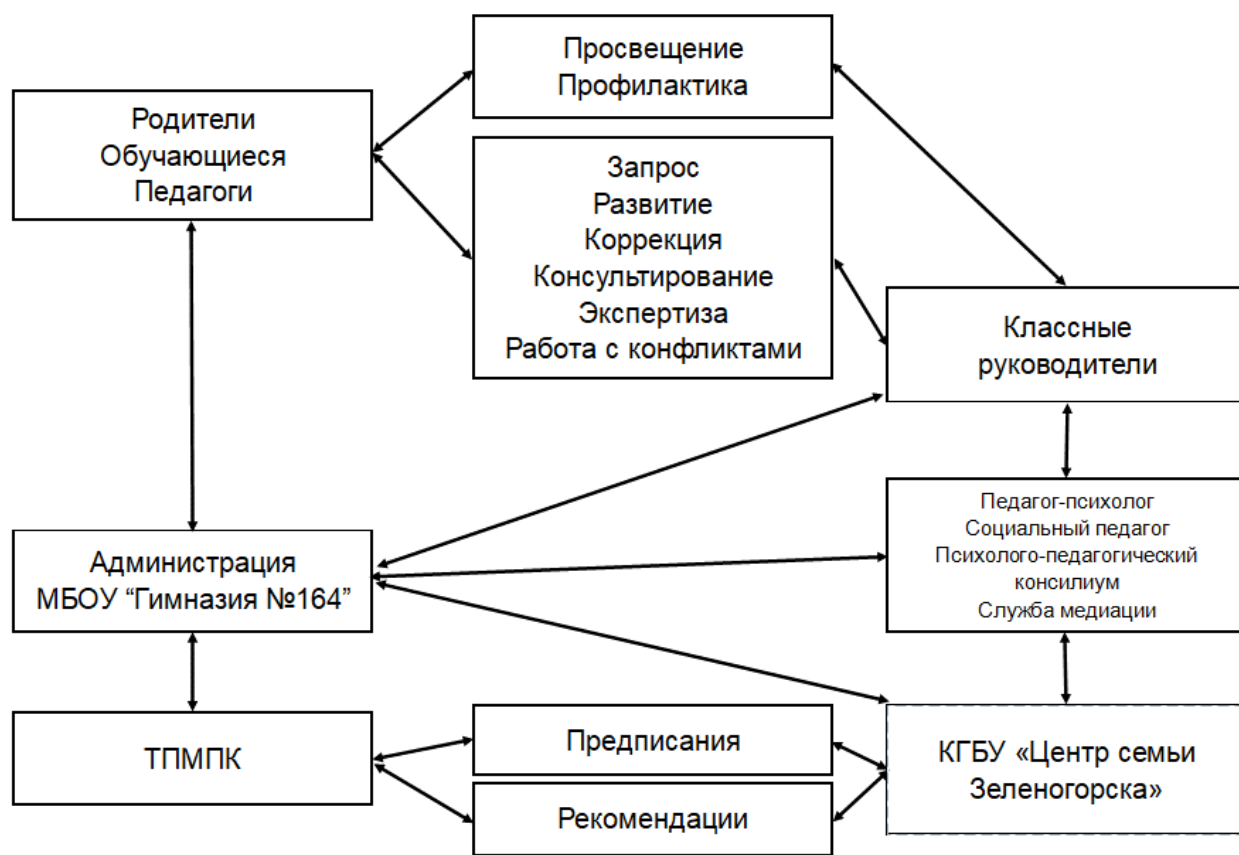 Просвещение
Профилактика
Родители
Обучающиеся
Педагоги
Запрос
Развитие
Коррекция
Консультирование
Экспертиза
Работа с конфликтами
Классные
руководители
Педагог-психолог
Социальный педагог
Психолого-педагогический
консилиум
Служба медиации
Администрация
МБОУ “Гимназия №164”
ТПМПК
Предписания
Рекомендации
КГБУ «Центр семьи
Зеленогорска»